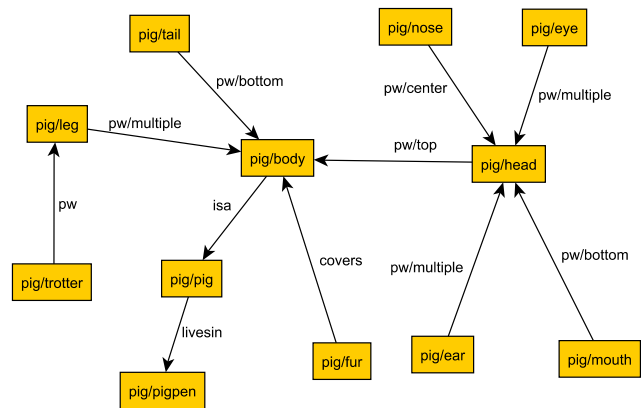 pig/nose
pig/eye
pig/tail
pw/bottom
pw/center
pw/multiple
pig/leg
pw/multiple
pw/top
pig/body
pig/head
isa
pw
covers
pw/bottom
pw/multiple
pig/trotter
pig/pig
livesin
pig/fur
pig/ear
pig/mouth
pig/pigpen